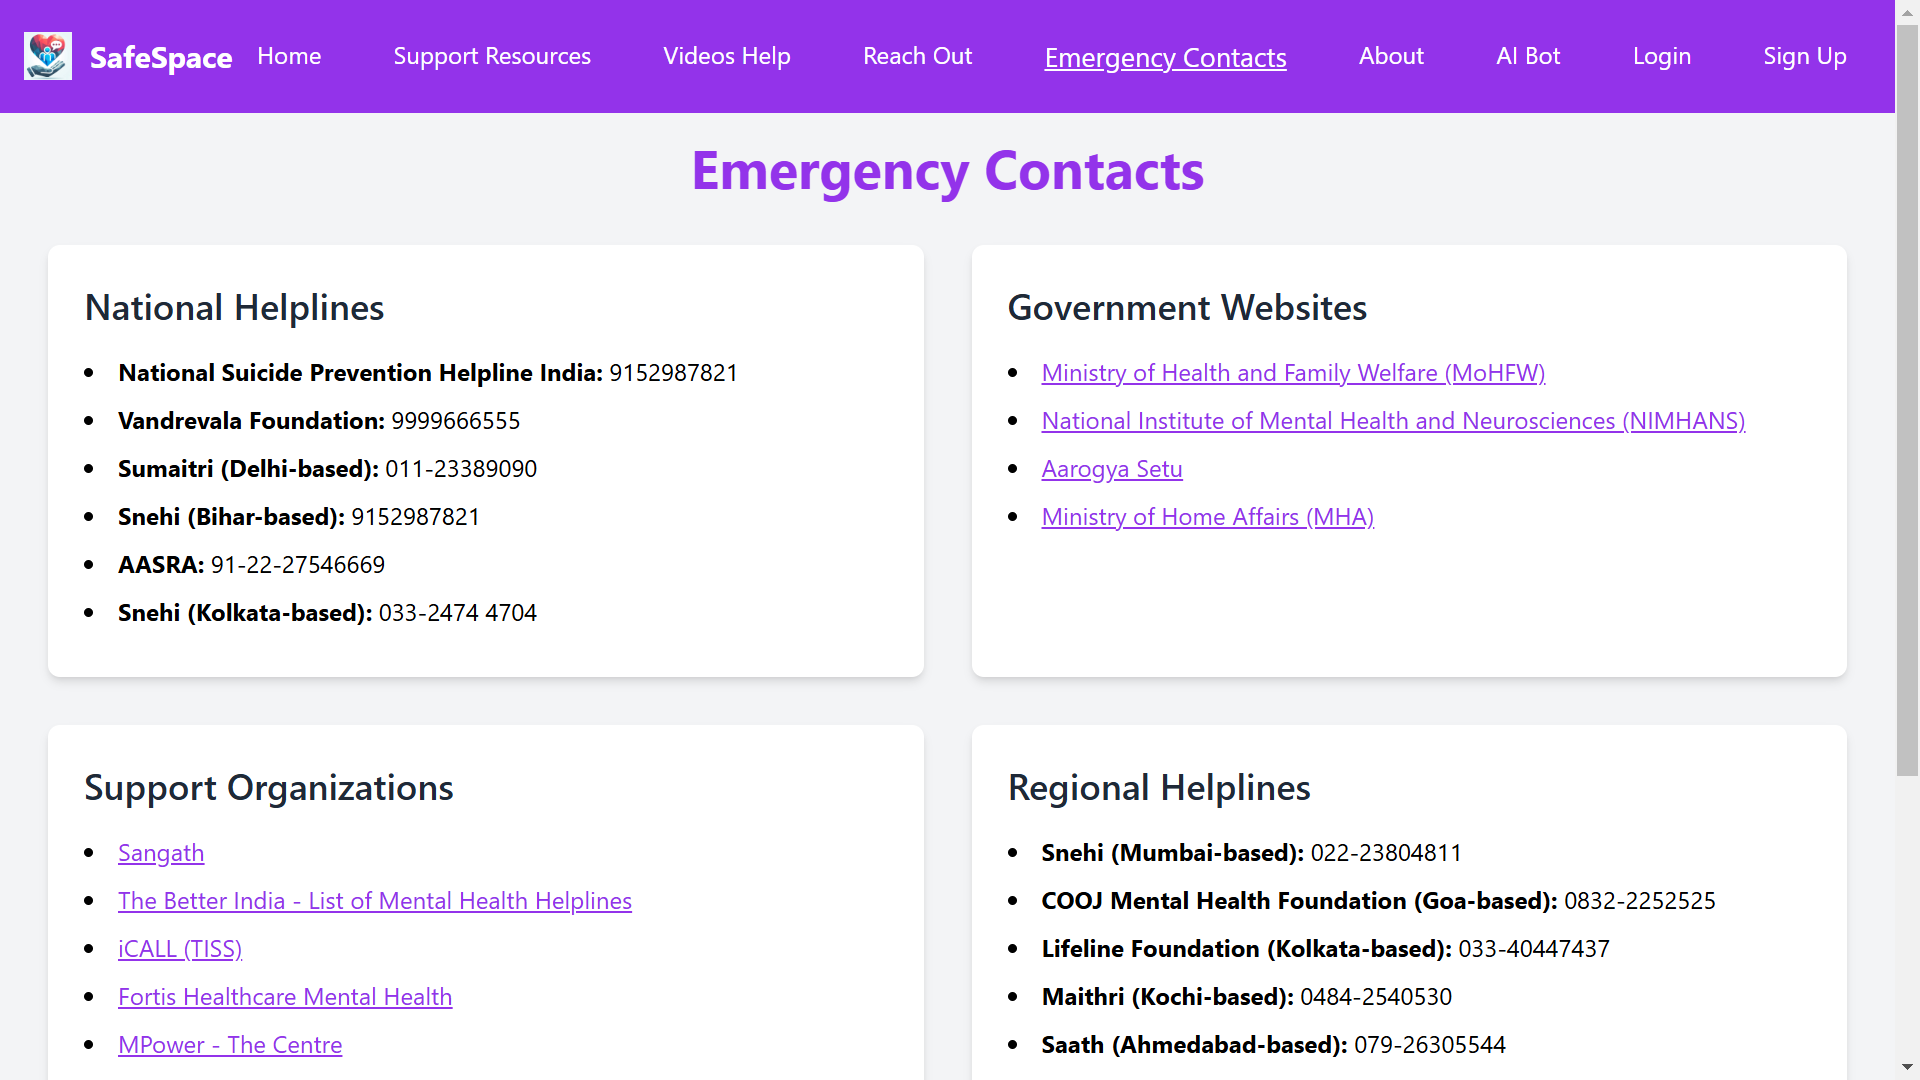 SafeSpace
Home
Support Resources
Videos Help
Reach Out
Emergency Contacts
About
AI Bot
Login
Sign Up
Emergency Contacts
National Helplines
National Suicide Prevention Helpline India: 9152987821
Vandrevala Foundation: 9999666555
Sumaitri (Delhi-based): 011-23389090
Snehi (Bihar-based): 9152987821
AASRA: 91-22-27546669
Snehi (Kolkata-based): 033-2474 4704
Government Websites
Ministry of Health and Family Welfare (MoHFW)
National Institute of Mental Health and Neurosciences (NIMHANS)
Aarogya Setu
Ministry of Home Affairs (MHA)
Support Organizations
Sangath
The Better India - List of Mental Health Helplines
iCALL (TISS)
Fortis Healthcare Mental Health
MPower - The Centre
Regional Helplines
Snehi (Mumbai-based): 022-23804811
COOJ Mental Health Foundation (Goa-based): 0832-2252525
Lifeline Foundation (Kolkata-based): 033-40447437
Maithri (Kochi-based): 0484-2540530
Saath (Ahmedabad-based): 079-26305544